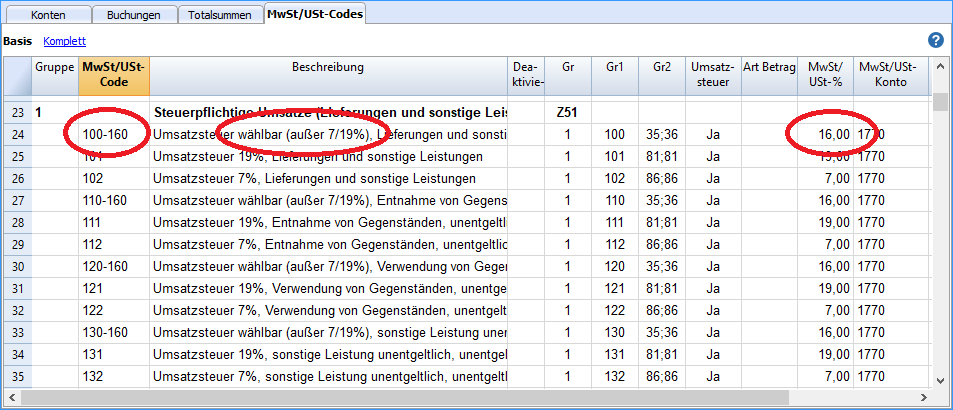 Konten Buchungen Totalsummen MwSt/USt-Codes
Basis Komplett ?
Gruppe MwSt/USt-Code Beschreibung Dea-ktivie- Gr Gr1 Gr2 Umsatz-steuer Art Betrag MwSt/USt-% MwSt/USt-Konto
23 1 Steuerpflichtige Umsätze (Lieferungen und sonstige Leis Z51
24 100-160 Umsatzsteuer wählbar (außer 7/19%), Lieferungen und sonsti 1 100 35;36 Ja 16,00 1770
25 101 Umsatzsteuer 19%, Lieferungen und sonstige Leistungen 1 101 81;81 Ja 19,00 1770
26 102 Umsatzsteuer 7%, Lieferungen und sonstige Leistungen 1 102 86;86 Ja 7,00 1770
27 110-160 Umsatzsteuer wählbar (außer 7/19%), Entnahme von Gegens 1 110 35;36 Ja 16,00 1770
28 111 Umsatzsteuer 19%, Entnahme von Gegenständen, unentgeltl 1 111 81;81 Ja 19,00 1770
29 112 Umsatzsteuer 7%, Entnahme von Gegenständen, unentgeltlic 1 112 86;86 Ja 7,00 1770
30 120-160 Umsatzsteuer wählbar (außer 7/19%), Verwendung von Gege 1 120 35;36 Ja 16,00 1770
31 121 Umsatzsteuer 19%, Verwendung von Gegenständen, unentgel 1 121 81;81 Ja 19,00 1770
32 122 Umsatzsteuer 7%, Verwendung von Gegenständen, unentgelt 1 122 86;86 Ja 7,00 1770
33 130-160 Umsatzsteuer wählbar (außer 7/19%), sonstige Leistung uner 1 130 35;36 Ja 16,00 1770
34 131 Umsatzsteuer 19%, sonstige Leistung unentgeltlich, unentgelt 1 131 81;81 Ja 19,00 1770
35 132 Umsatzsteuer 7%, sonstige Leistung unentgeltlich, unentgeltl 1 132 86;86 Ja 7,00 1770